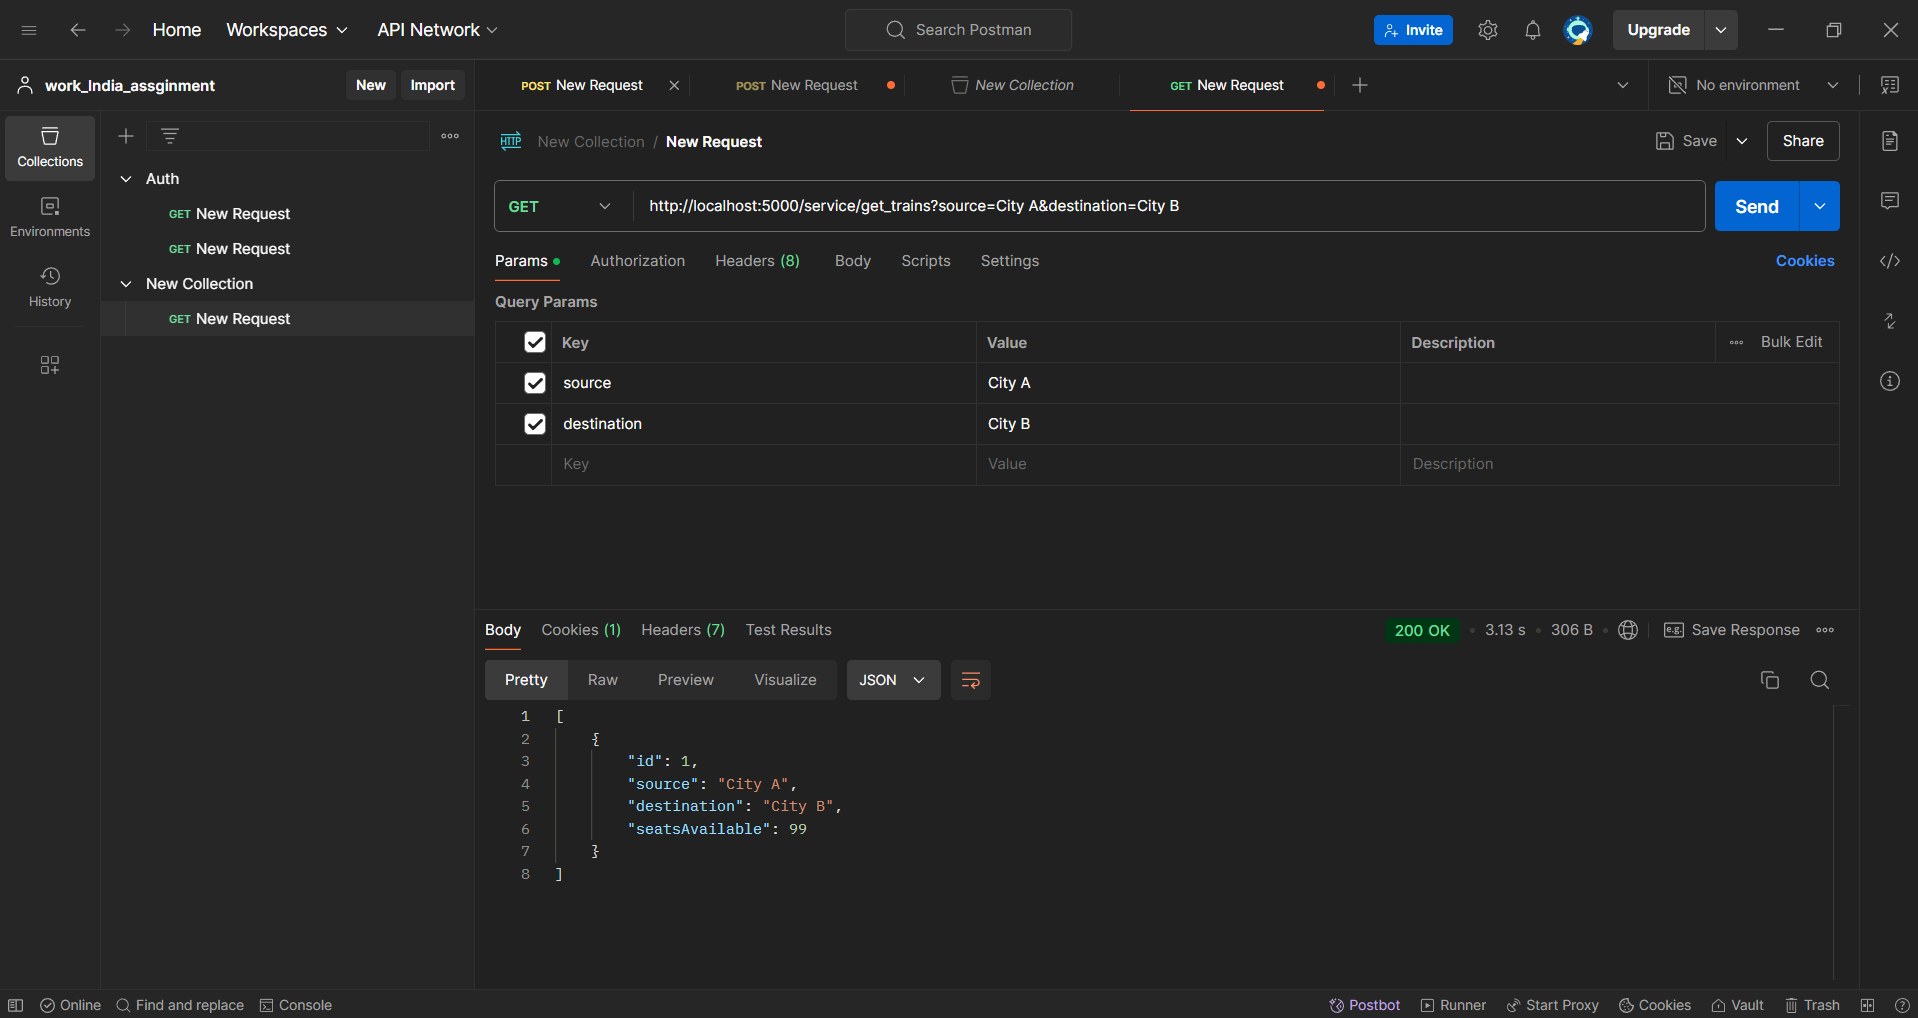 Home Workspaces API Network Search Postman Invite Upgrade
work_India_assginment New Import POST New Request POST New Request New Collection GET New Request No environment
Collections
Environments
History
Auth
GET New Request
GET New Request
New Collection
GET New Request
HTTP New Collection / New Request Save Share
GET http://localhost:5000/service/get_trains?source=City A&destination=City B Send
Params Authorization Headers (8) Body Scripts Settings Cookies
Query Params
Key Value Description Bulk Edit
source City A
destination City B
Key Value Description
Body Cookies (1) Headers (7) Test Results 200 OK 3.13 s 306 B e.g. Save Response
Pretty Raw Preview Visualize JSON
1 [
2 {
3 "id": 1,
4 "source": "City A",
5 "destination": "City B",
6 "seatsAvailable": 99
7 }
8 ]
Online Find and replace Console Postbot Runner Start Proxy Cookies Vault Trash